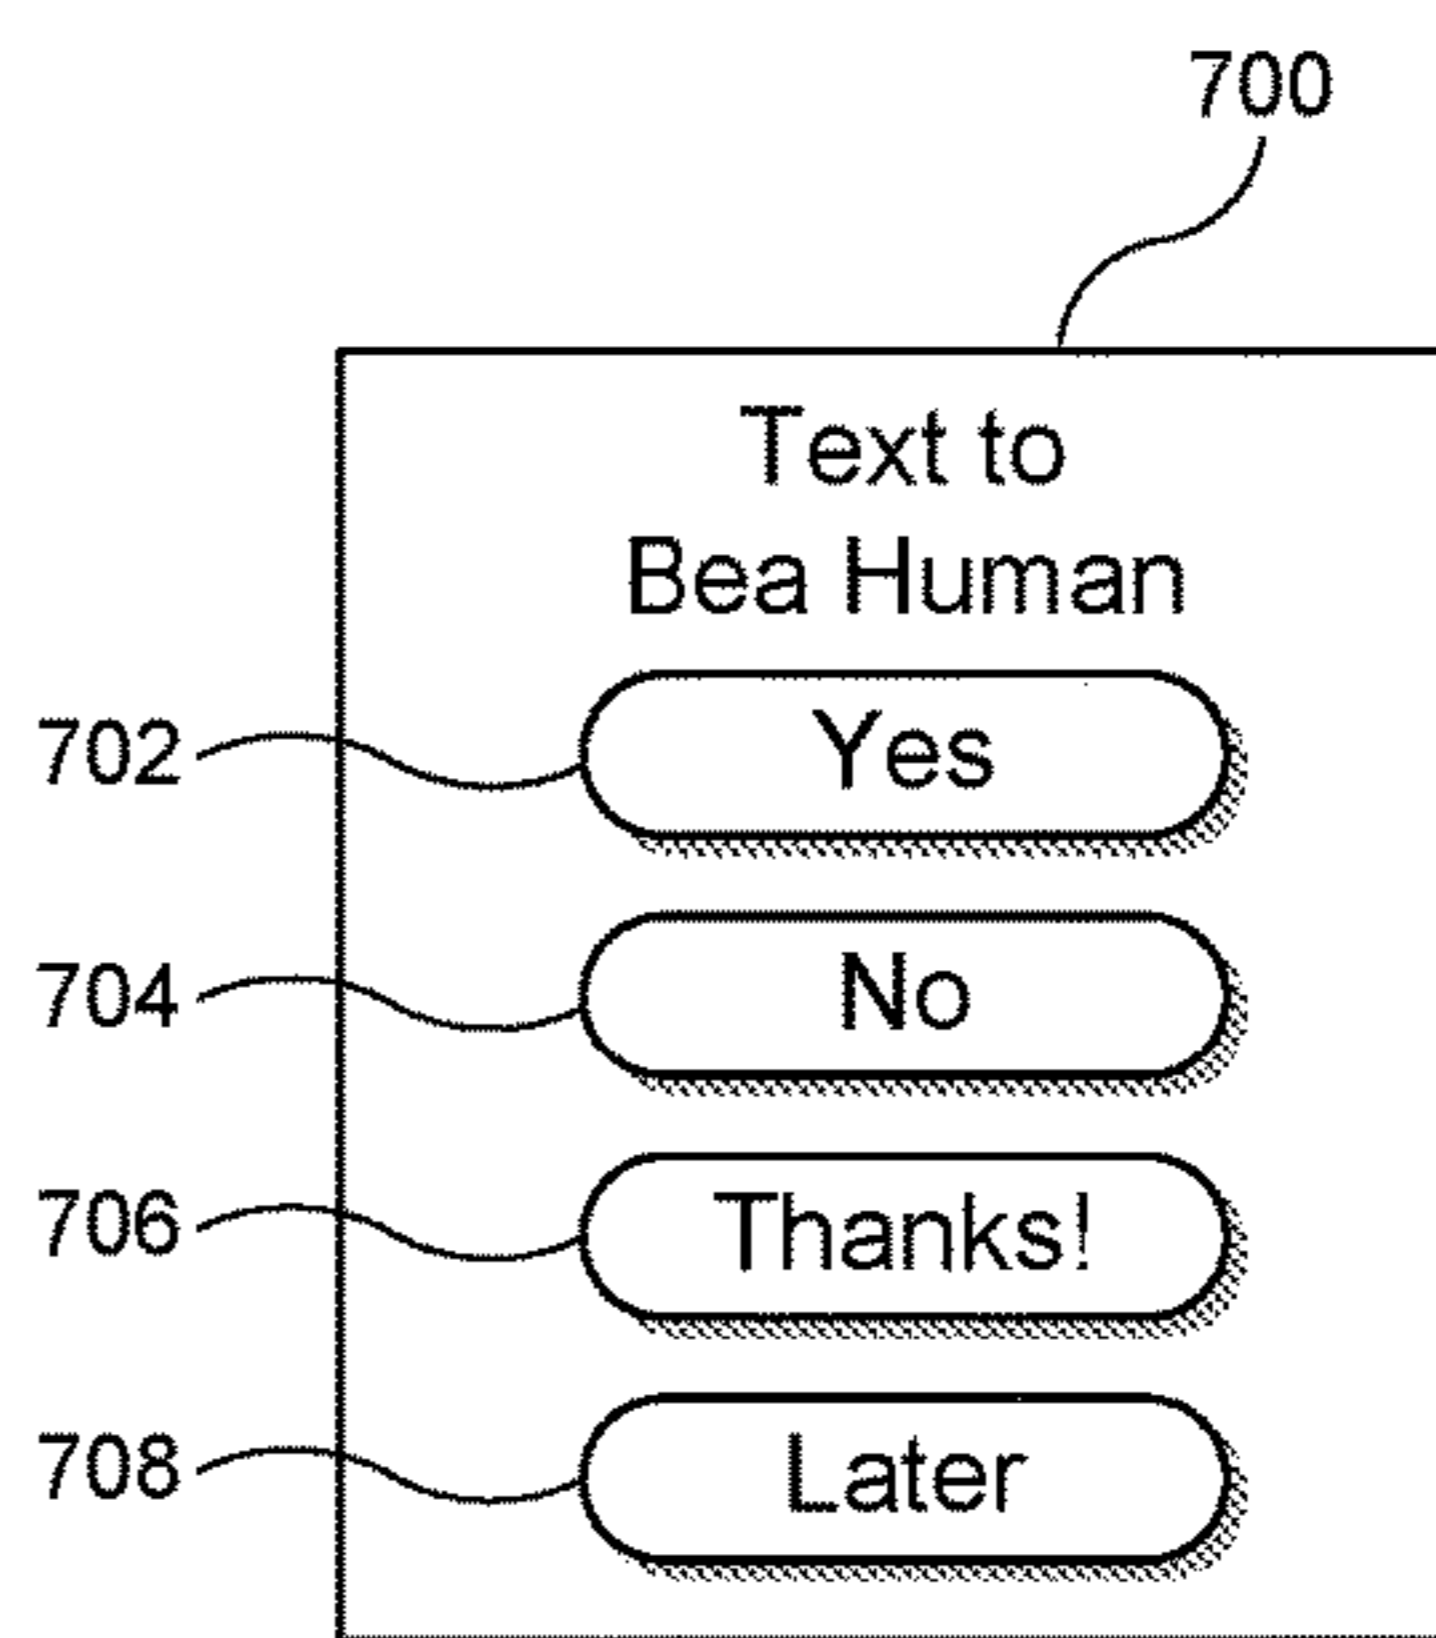 700
Text to
Bea Human
702 Yes
704 No
706 Thanks!
708 Later